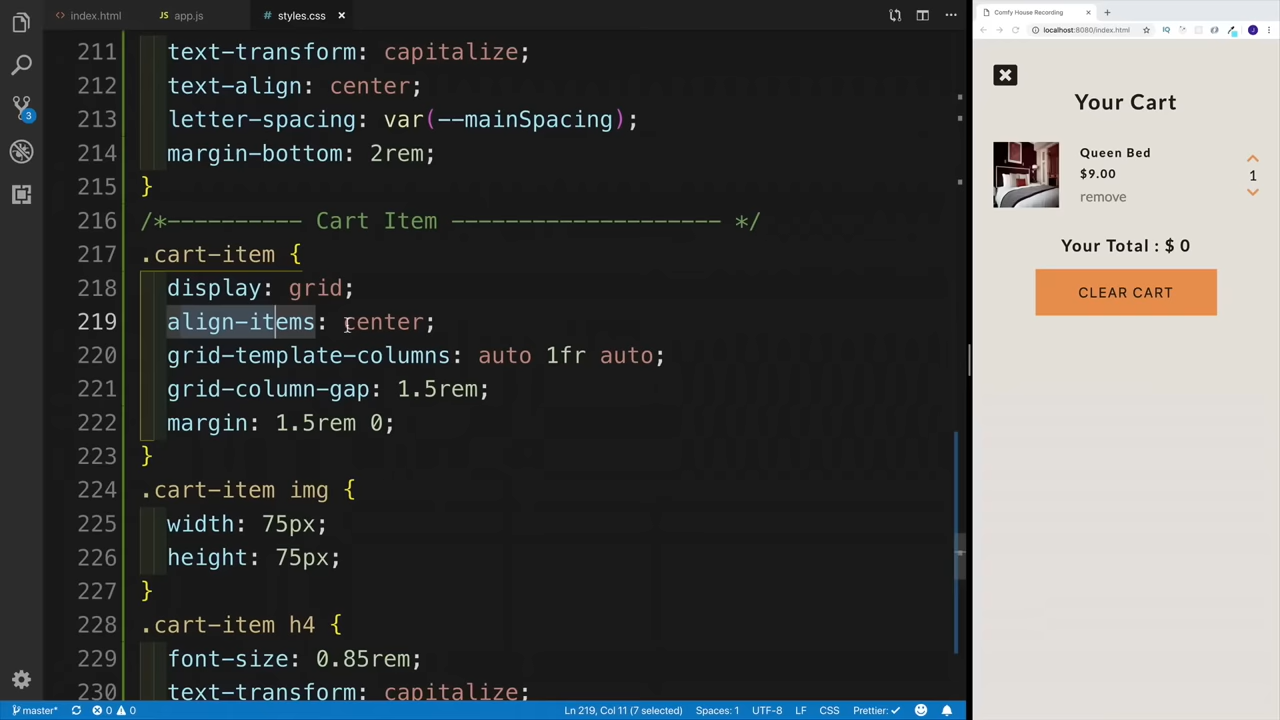 index.html
app.js
styles.css
211 text-transform: capitalize;
212 text-align: center;
213 letter-spacing: var(--mainSpacing);
214 margin-bottom: 2rem;
215 }
216 /*---------- Cart Item -------------------- */
217 .cart-item {
218 display: grid;
219 align-items: center;
220 grid-template-columns: auto 1fr auto;
221 grid-column-gap: 1.5rem;
222 margin: 1.5rem 0;
223 }
224 .cart-item img {
225 width: 75px;
226 height: 75px;
227 }
228 .cart-item h4 {
229 font-size: 0.85rem;
230 text-transform: capitalize;
3
master*
0 0
Ln 219, Col 11 (7 selected)
Spaces: 1
UTF-8
LF
CSS
Prettier: ✓
Comfy House Recording
localhost:8080/index.html
IQ
J
Your Cart
Queen Bed
$9.00
remove
1
Your Total : $ 0
CLEAR CART